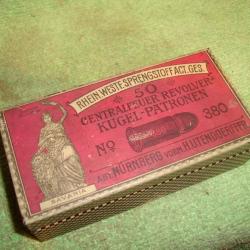 RHEIN. WESTF. SPRENGSTOFF ACT. GES.
50
CENTRALFEUER REVOLVER
KUGEL-PATRONEN
No 380
ABT. NÜRNBERG VORM. H. UTENDOERFFER
BAVARIA